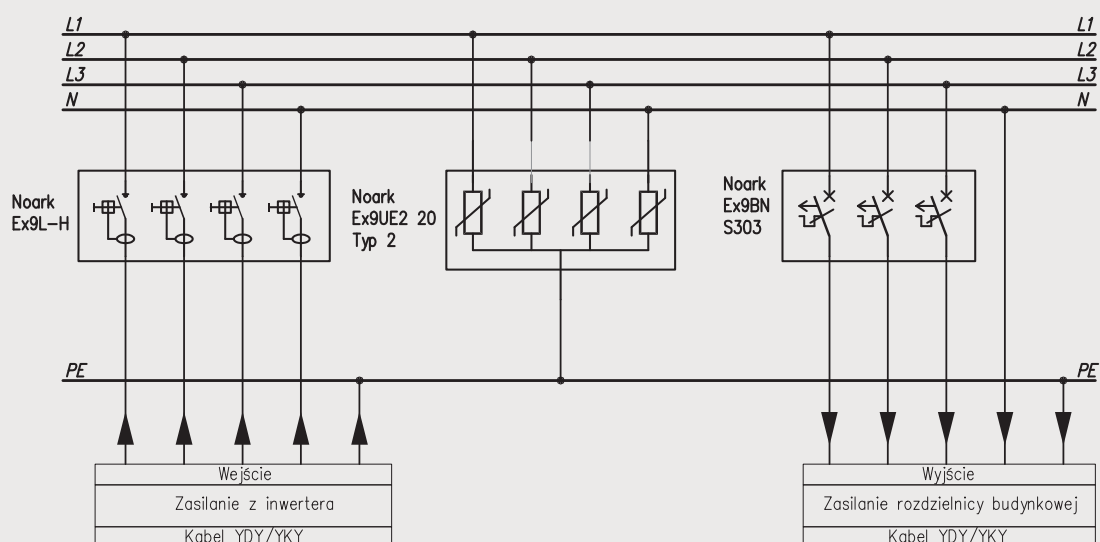 L1
L1
L2
L2
L3
L3
N
N
Noark
Ex9L-H
Noark
Ex9UE2 20
Typ 2
Noark
Ex9BN
S303
PE
PE
Wejście
Zasilanie z inwertera
Kabel YDY/YKY
Wyjście
Zasilanie rozdzielnicy budynkowej
Kabel YDY/YKY